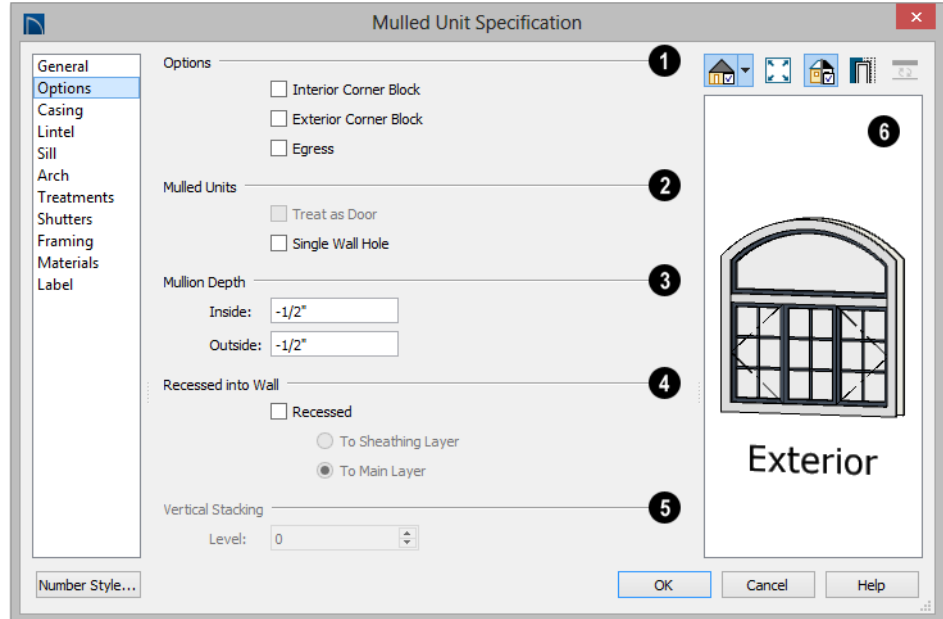 Mulled Unit Specification
General
Options
Casing
Lintel
Sill
Arch
Treatments
Shutters
Framing
Materials
Label
Options 1
Interior Corner Block
Exterior Corner Block
Egress
Mulled Units 2
Treat as Door
Single Wall Hole
Mullion Depth 3
Inside: -1/2"
Outside: -1/2"
Recessed into Wall 4
Recessed
To Sheathing Layer
To Main Layer
Vertical Stacking 5
Level: 0
6
Exterior
Number Style...
OK Cancel Help